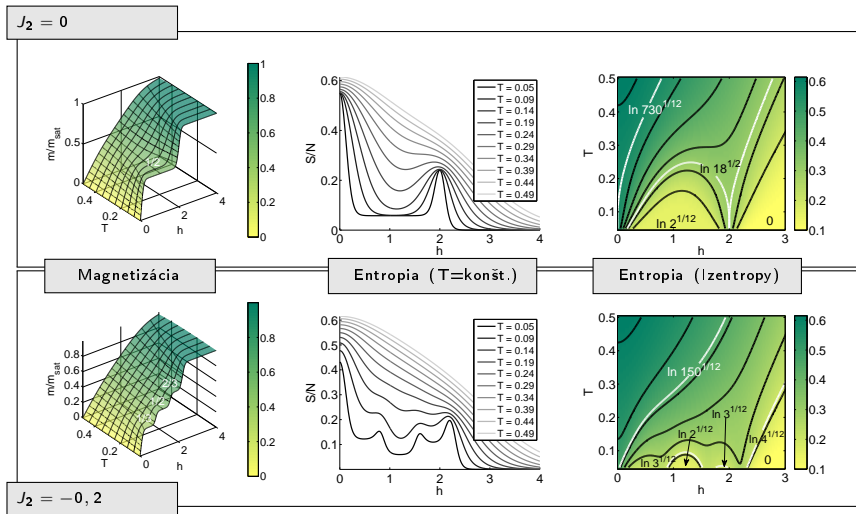 J₂ = 0
1
0
m/m_sat
0.4
0.2
T
0
2
4
h
1/2
1
0.8
0.6
0.4
0.2
0
0.6
0.4
0.2
0
S/N
0
1
2
3
4
h
T = 0.05
T = 0.09
T = 0.14
T = 0.19
T = 0.24
T = 0.29
T = 0.34
T = 0.39
T = 0.44
T = 0.49
0.5
0.4
0.3
0.2
0.1
T
0
1
2
3
h
ln 730^1/12
ln 18^1/2
ln 2^1/12
0
0.6
0.5
0.4
0.3
0.2
0.1
Magnetizácia
Entropia (T=konšt.)
Entropia (Izentropy)
0.8
0.6
0.4
0.2
0
m/m_sat
0.4
0.2
T
0
2
4
h
2/3
0.8
0.6
0.4
0.2
0
0.6
0.4
0.2
S/N
0
1
2
3
4
h
T = 0.05
T = 0.09
T = 0.14
T = 0.19
T = 0.24
T = 0.29
T = 0.34
T = 0.39
T = 0.44
T = 0.49
0.5
0.4
0.3
0.2
0.1
T
0
1
2
3
h
ln 150^1/12
ln 3^1/12
ln 2^1/12
ln 4^1/12
ln 3^1/12
0
0.6
0.5
0.4
0.3
0.2
0.1
J₂ = −0, 2